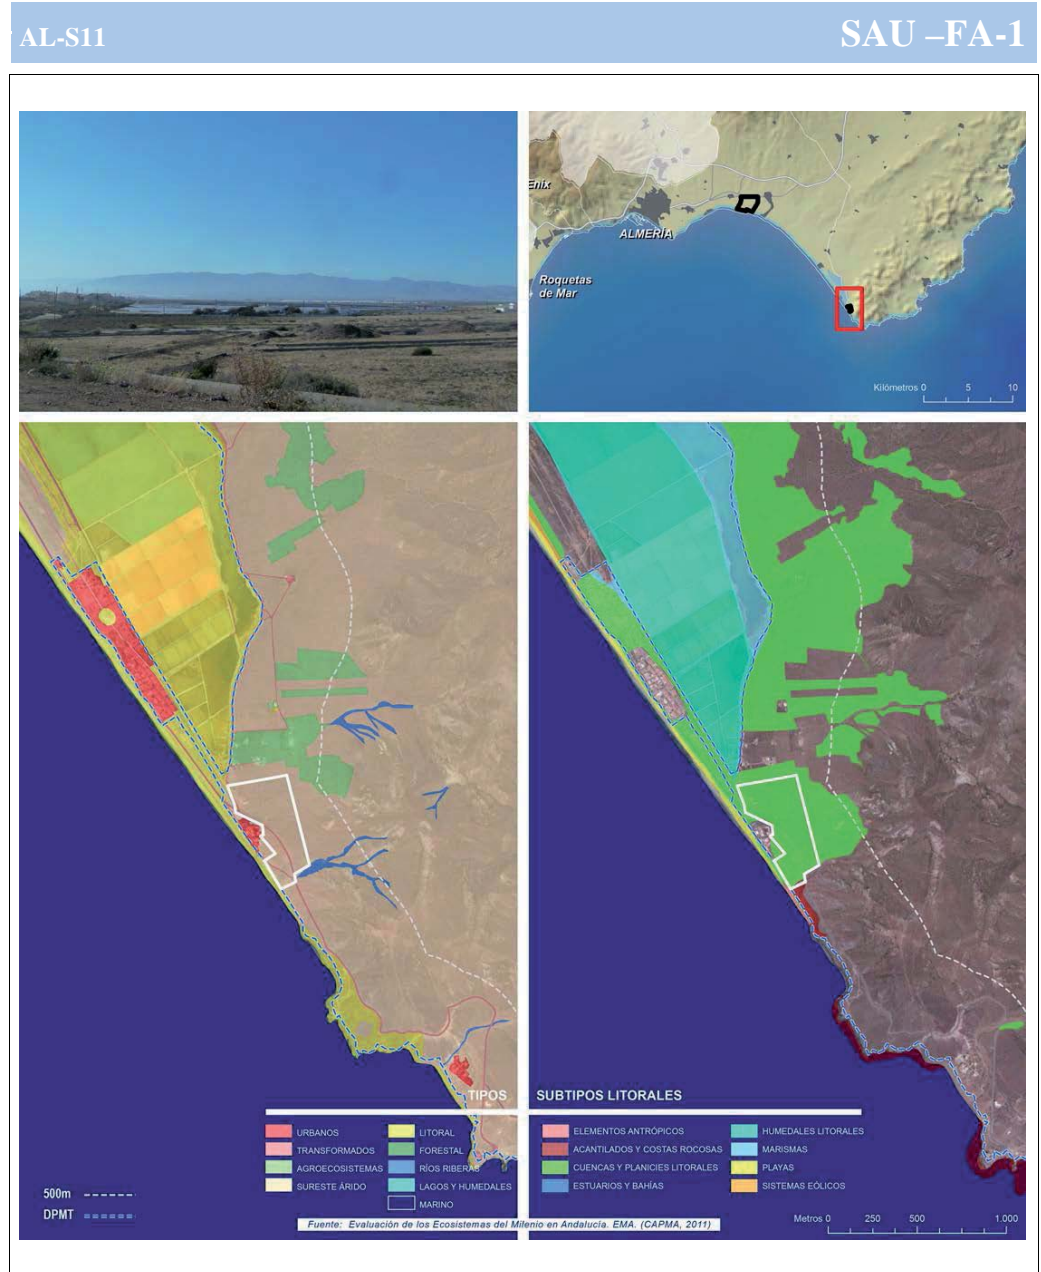 AL-S11
SAU –FA-1
Enix
ALMERÍA
Roquetas
de Mar
Kilómetros 0 5 10
TIPOS
URBANOS
TRANSFORMADOS
AGROECOSISTEMAS
SURESTE ÁRIDO
LITORAL
FORESTAL
RÍOS RIBERAS
LAGOS Y HUMEDALES
MARINO
500m
DPMT
SUBTIPOS LITORALES
ELEMENTOS ANTRÓPICOS
ACANTILADOS Y COSTAS ROCOSAS
CUENCAS Y PLANICIES LITORALES
ESTUARIOS Y BAHÍAS
HUMEDALES LITORALES
MARISMAS
PLAYAS
SISTEMAS EÓLICOS
Fuente: Evaluación de los Ecosistemas del Milenio en Andalucía. EMA. (CAPMA, 2011)
Metros 0 250 500 1.000